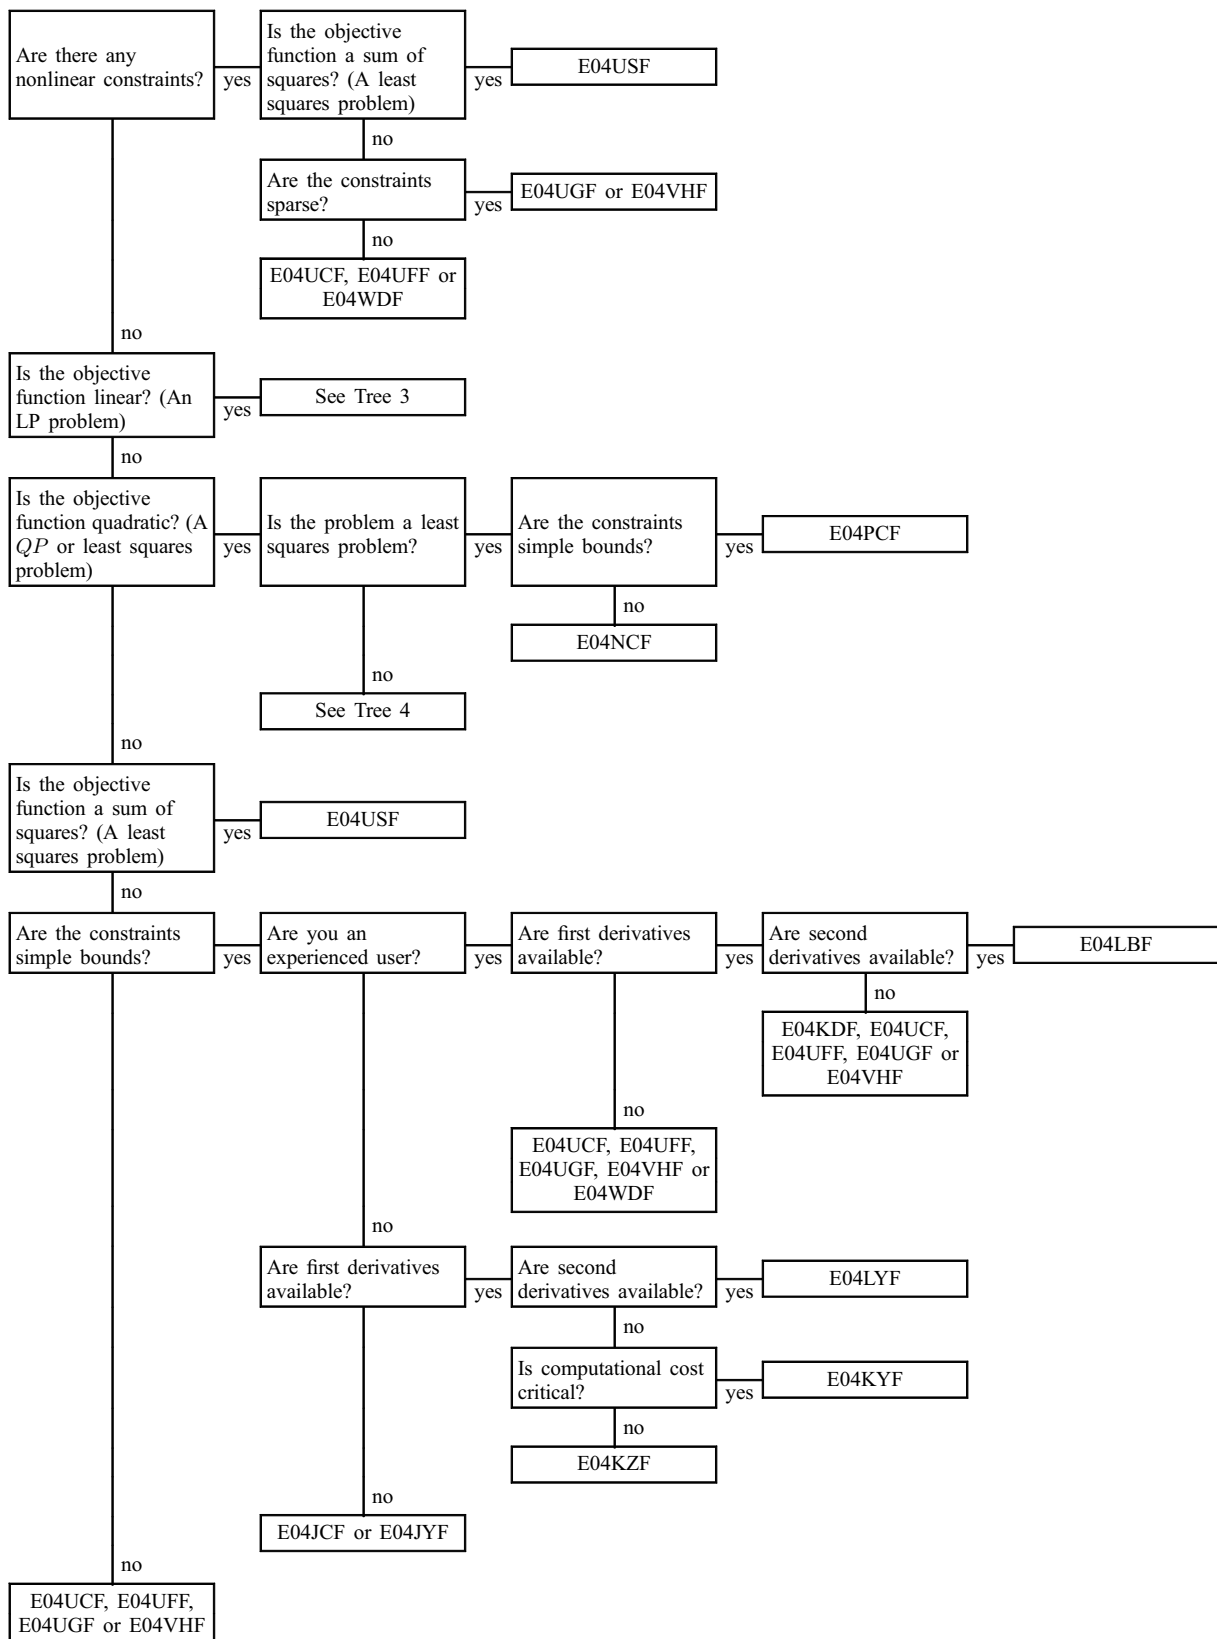 Are there any
nonlinear constraints?
yes
Is the objective
function a sum of
squares? (A least
squares problem)
yes
E04USF
no
Are the constraints
sparse?
yes
E04UGF or E04VHF
no
E04UCF, E04UFF or
E04WDF
no
Is the objective
function linear? (An
LP problem)
yes
See Tree 3
no
Is the objective
function quadratic? (A
QP or least squares
problem)
yes
Is the problem a least
squares problem?
yes
Are the constraints
simple bounds?
yes
E04PCF
no
E04NCF
no
See Tree 4
no
Is the objective
function a sum of
squares? (A least
squares problem)
yes
E04USF
no
Are the constraints
simple bounds?
yes
Are you an
experienced user?
yes
Are first derivatives
available?
yes
Are second
derivatives available?
yes
E04LBF
no
E04KDF, E04UCF,
E04UFF, E04UGF or
E04VHF
no
E04UCF, E04UFF,
E04UGF, E04VHF or
E04WDF
no
Are first derivatives
available?
yes
Are second
derivatives available?
yes
E04LYF
no
Is computational cost
critical?
yes
E04KYF
no
E04KZF
no
E04JCF or E04JYF
no
E04UCF, E04UFF,
E04UGF or E04VHF